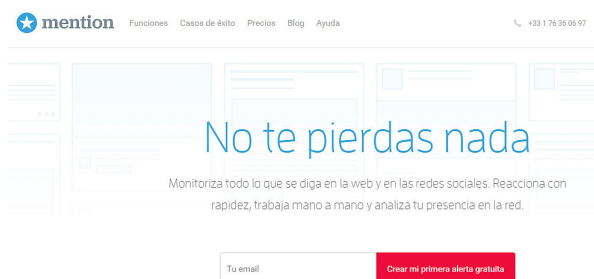 mention Funciones Casos de éxito Precios Blog Ayuda +33 1 76 36 06 97
No te pierdas nada
Monitoriza todo lo que se diga en la web y en las redes sociales. Reacciona con
rapidez, trabaja mano a mano y analiza tu presencia en la red.
Tu email Crear mi primera alerta gratuita